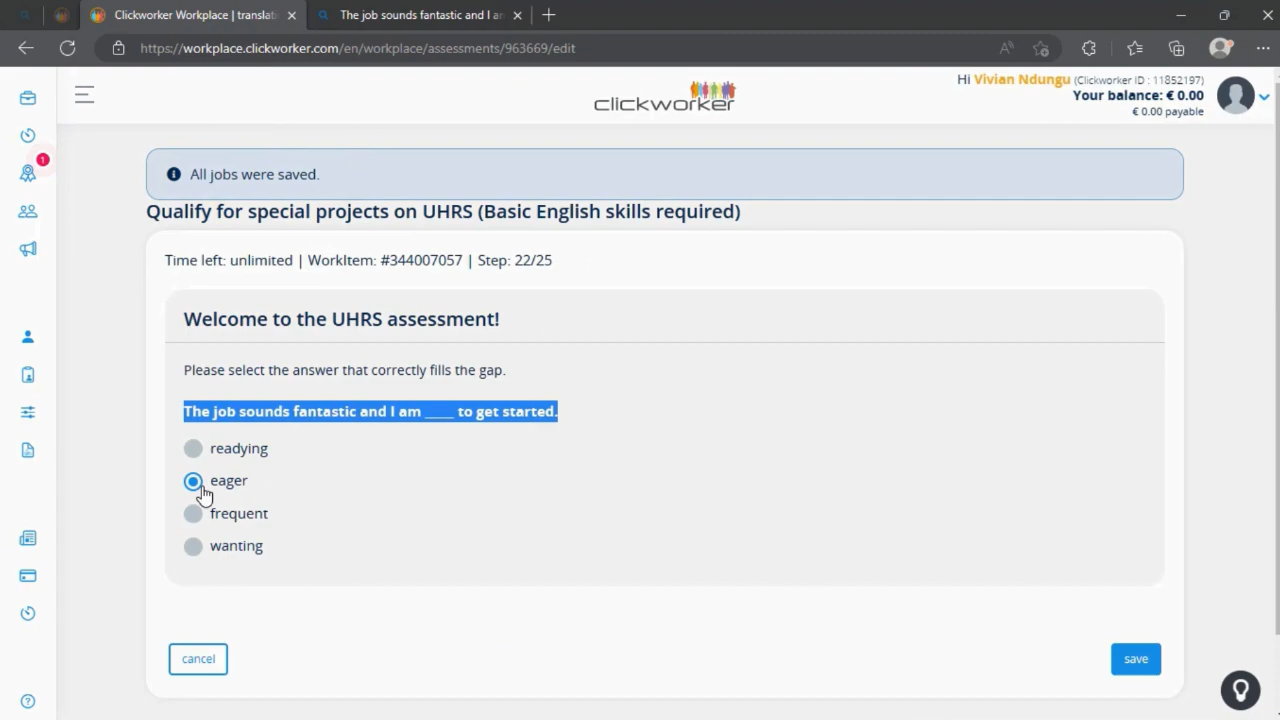 Clickworker Workplace | translat
The job sounds fantastic and I a
https://workplace.clickworker.com/en/workplace/assessments/963669/edit
clickworker
Hi Vivian Ndungu (Clickworker ID : 11852197)
Your balance: € 0.00
€ 0.00 payable
1
All jobs were saved.
Qualify for special projects on UHRS (Basic English skills required)
Time left: unlimited | WorkItem: #344007057 | Step: 22/25
Welcome to the UHRS assessment!
Please select the answer that correctly fills the gap.
The job sounds fantastic and I am ____ to get started.
readying
eager
frequent
wanting
cancel
save